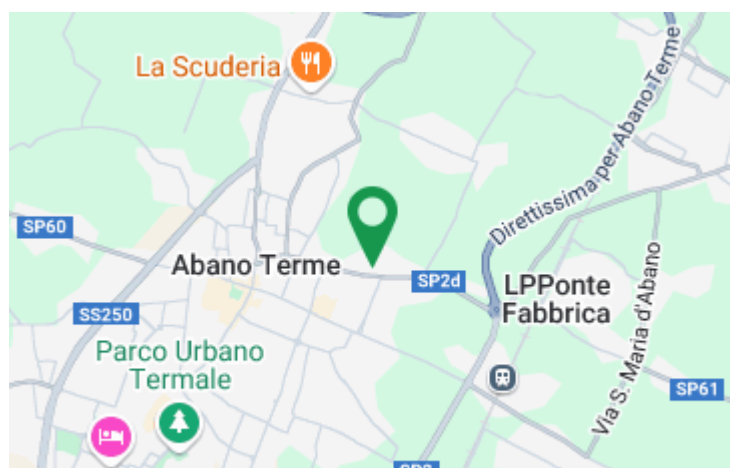 La Scuderia
Direttissima per Abano Terme
SP60
Abano Terme
SP2d
LPPonte
Fabbrica
SS250
Parco Urbano
Termale
Via S. Maria d'Abano
SP61